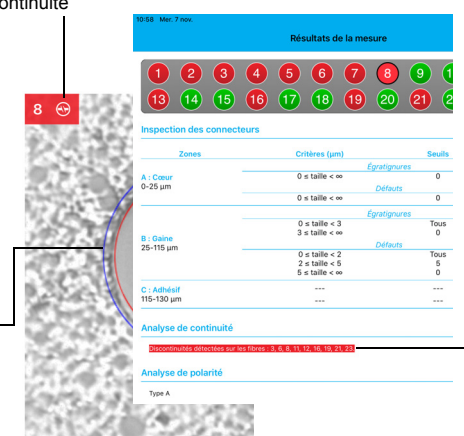 ontinuité
8
10:58 Mer. 7 nov.
Résultats de la mesure
1 2 3 4 5 6 7 8 9
13 14 15 16 17 18 19 20 21
Inspection des connecteurs
Zones Critères (µm) Seuils
Égratignures
A : Cœur 0 ≤ taille < ∞ 0
0-25 µm
Défauts
0 ≤ taille < ∞ 0
Égratignures
0 ≤ taille < 3 Tous
B : Gaine 3 ≤ taille < ∞ 0
25-115 µm
Défauts
0 ≤ taille < 2 Tous
2 ≤ taille < 5 5
5 ≤ taille < ∞ 0
C : Adhésif --- ---
115-130 µm --- ---
Analyse de continuité
Discontinuités détectées sur les fibres : 3, 6, 8, 11, 12, 16, 19, 21, 23
Analyse de polarité
Type A